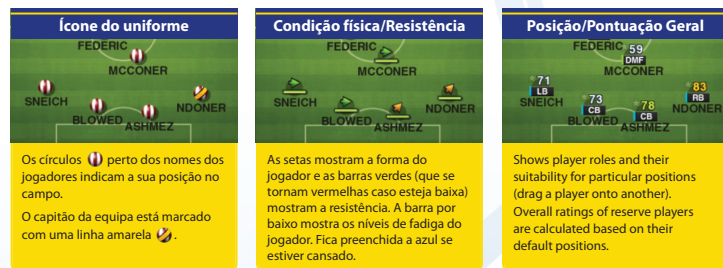 Ícone do uniforme
FEDERIC
MCCONER
SNEICH
NDONER
BLOWED
ASHMEZ
Os círculos perto dos nomes dos
jogadores indicam a sua posição no
campo.
O capitão da equipa está marcado
com uma linha amarela .
Condição física/Resistência
FEDERIC
MCCONER
SNEICH
NDONER
BLOWED
ASHMEZ
As setas mostram a forma do
jogador e as barras verdes (que se
tornam vermelhas caso esteja baixa)
mostram a resistência. A barra por
baixo mostra os níveis de fadiga do
jogador. Fica preenchida a azul se
estiver cansado.
Posição/Pontuação Geral
FEDERIC 59
DMF
MCCONER
71
LB
SNEICH
83
RB
NDONER
73
CB
BLOWED
78
CB
ASHMEZ
Shows player roles and their
suitability for particular positions
(drag a player onto another).
Overall ratings of reserve players
are calculated based on their
default positions.